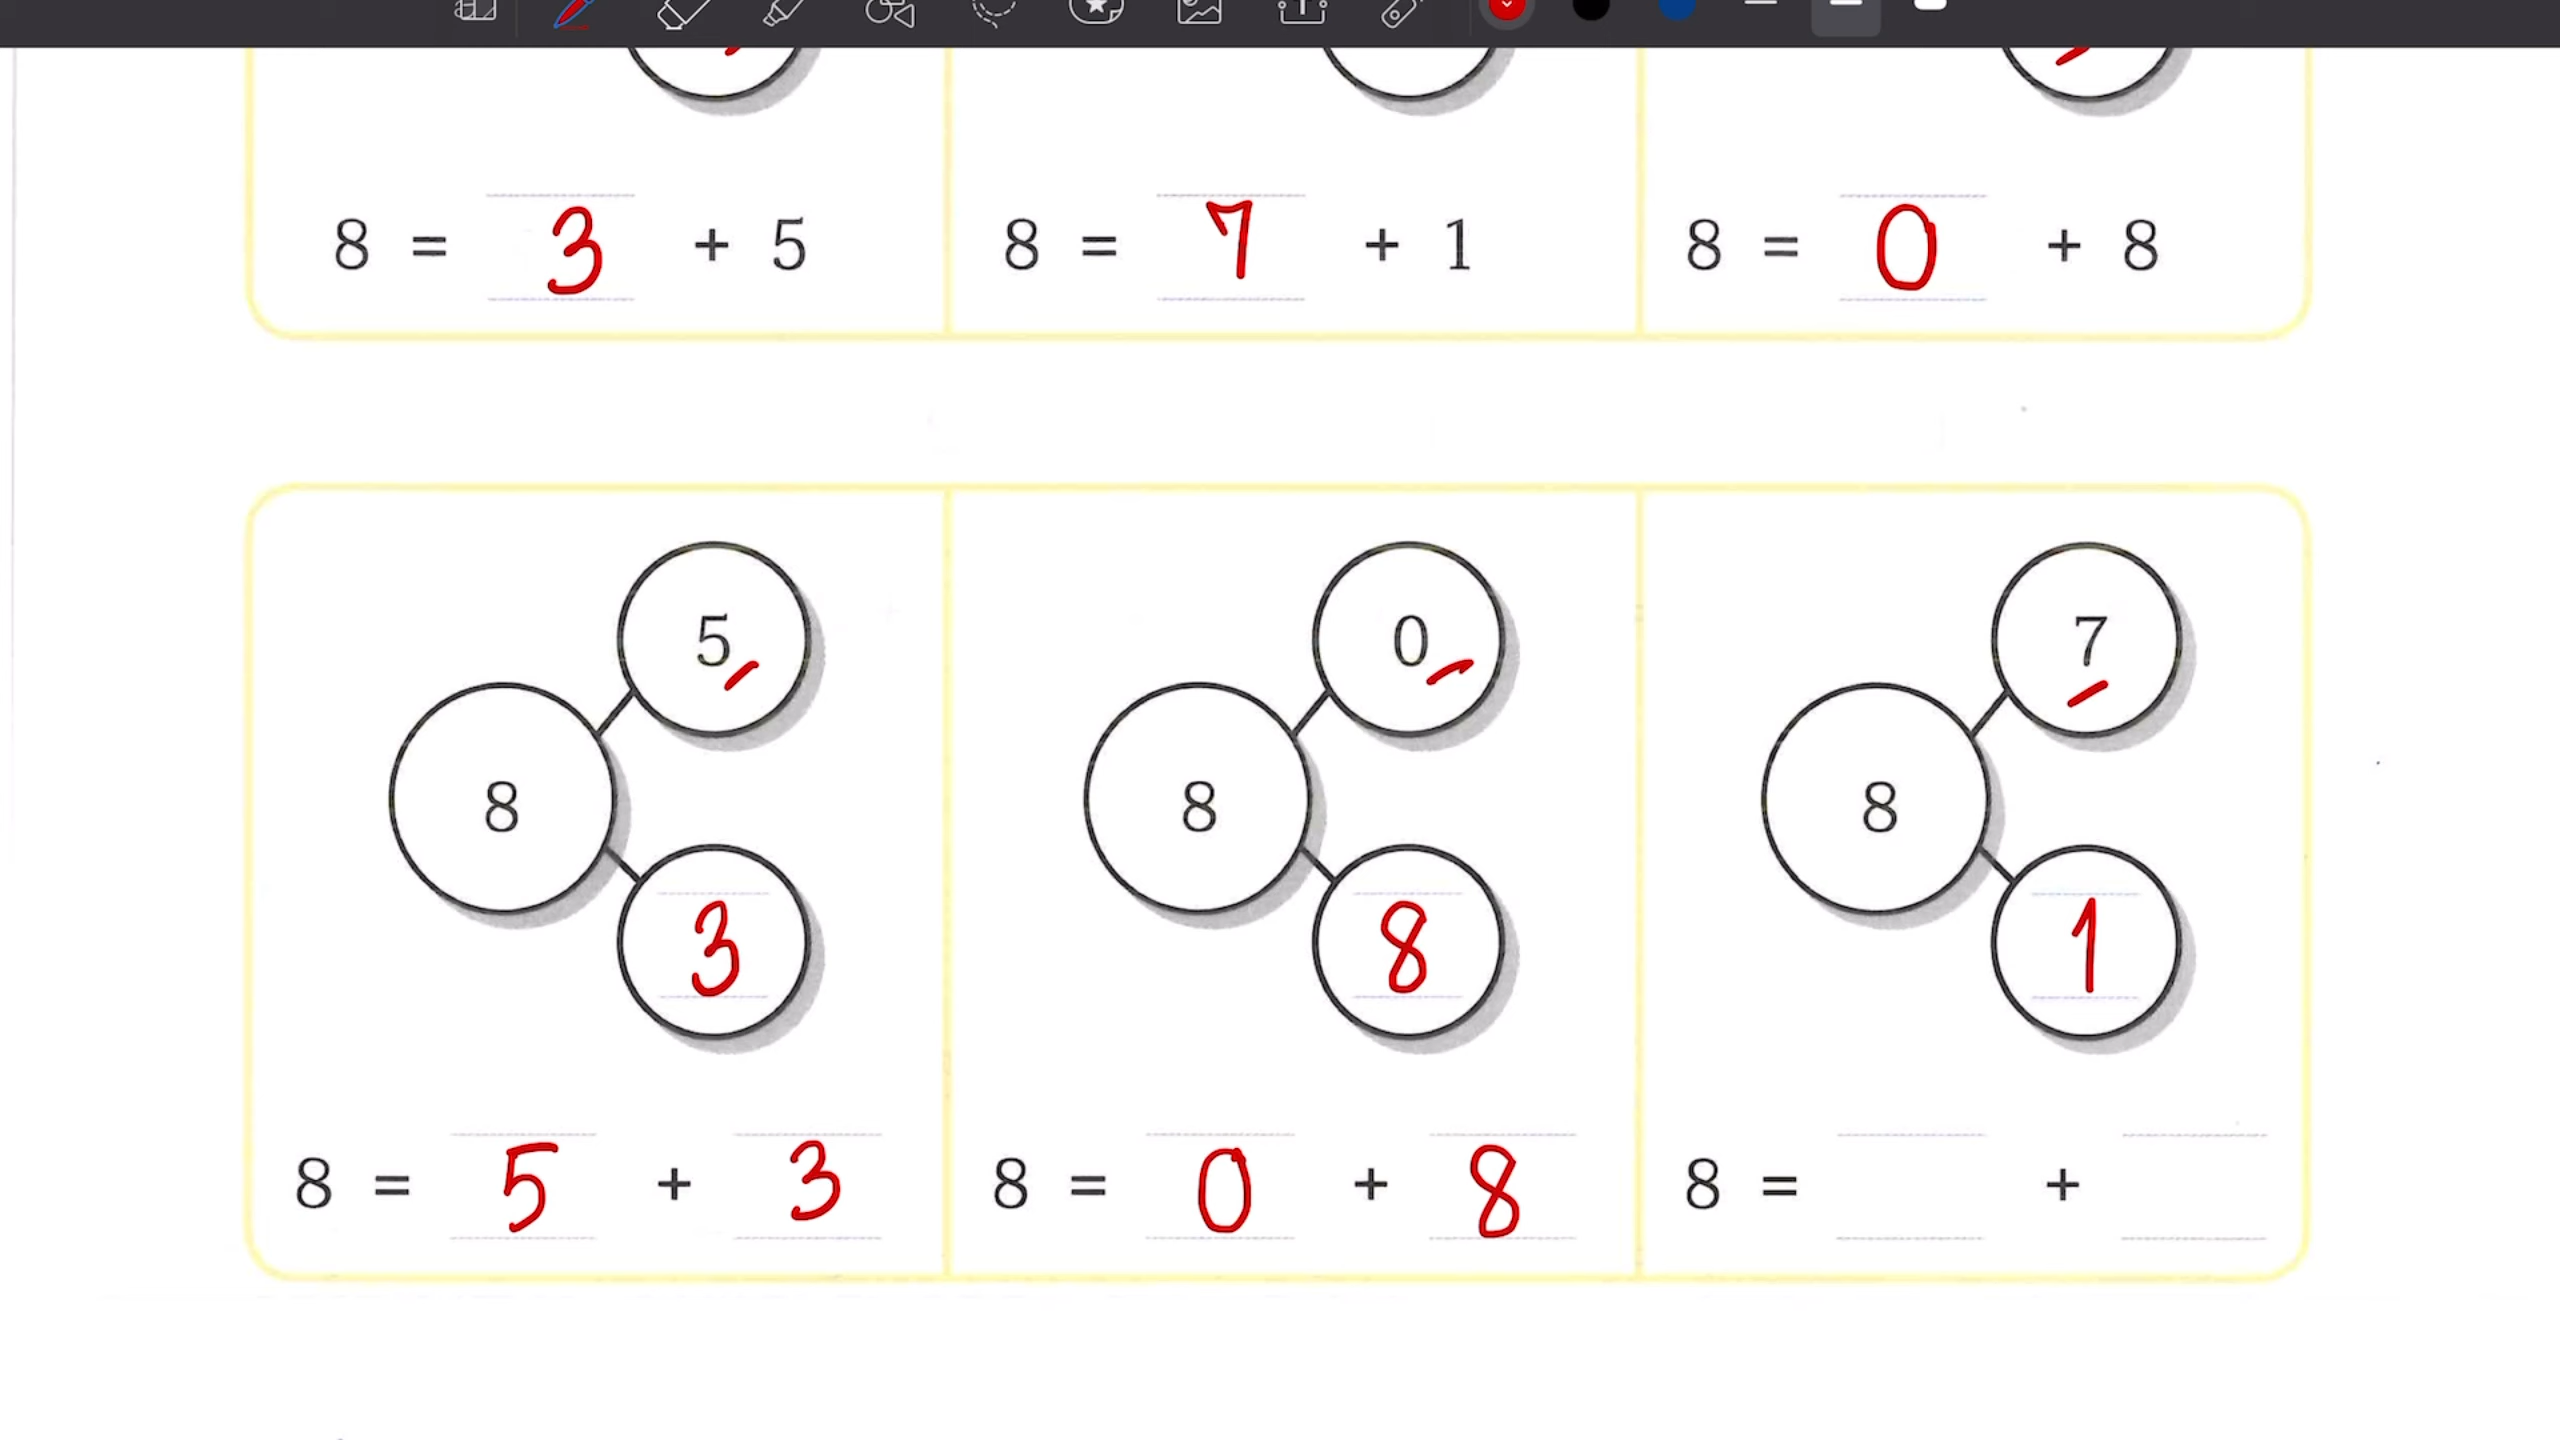 8 = 3 + 5
8 = 7 + 1
8 = 0 + 8
5
8
3
8 = 5 + 3
0
8
8
8 = 0 + 8
7
8
1
8 = +